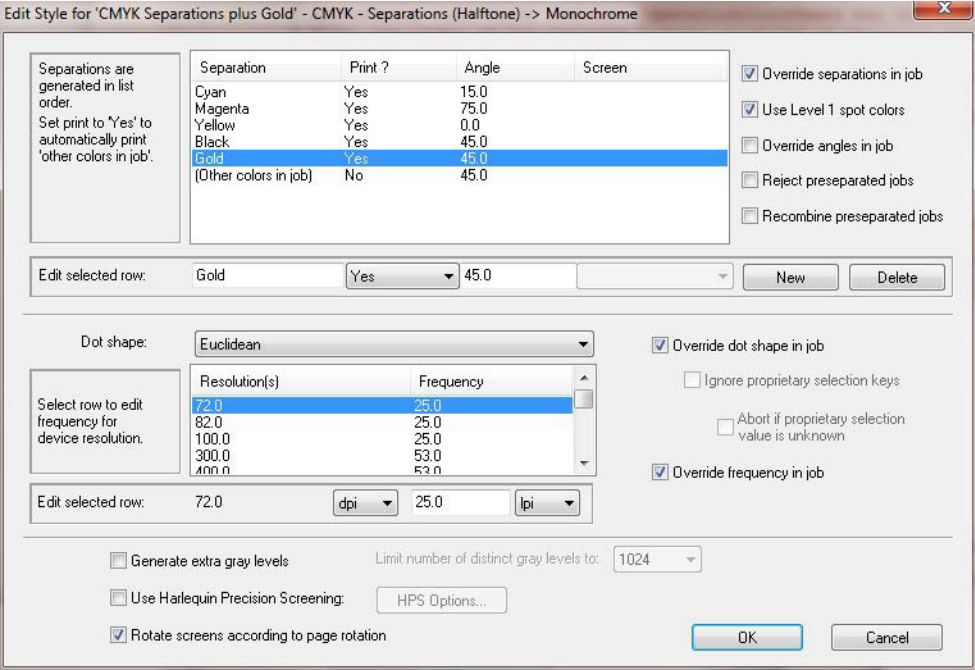 Edit Style for 'CMYK Separations plus Gold' - CMYK - Separations (Halftone) -> Monochrome
Separations are
generated in list
order.
Set print to 'Yes' to
automatically print
'other colors in job'.
Separation Print ? Angle Screen
Cyan Yes 15.0
Magenta Yes 75.0
Yellow Yes 0.0
Black Yes 45.0
Gold Yes 45.0
(Other colors in job) No 45.0
Override separations in job
Use Level 1 spot colors
Override angles in job
Reject preseparated jobs
Recombine preseparated jobs
Edit selected row: Gold Yes 45.0 New Delete
Dot shape: Euclidean
Override dot shape in job
Ignore proprietary selection keys
Abort if proprietary selection
value is unknown
Override frequency in job
Select row to edit
frequency for
device resolution.
Resolution(s) Frequency
72.0 25.0
82.0 25.0
100.0 25.0
300.0 53.0
400.0 53.0
Edit selected row: 72.0 dpi 25.0 lpi
Generate extra gray levels Limit number of distinct gray levels to: 1024
Use Harlequin Precision Screening: HPS Options...
Rotate screens according to page rotation
OK Cancel